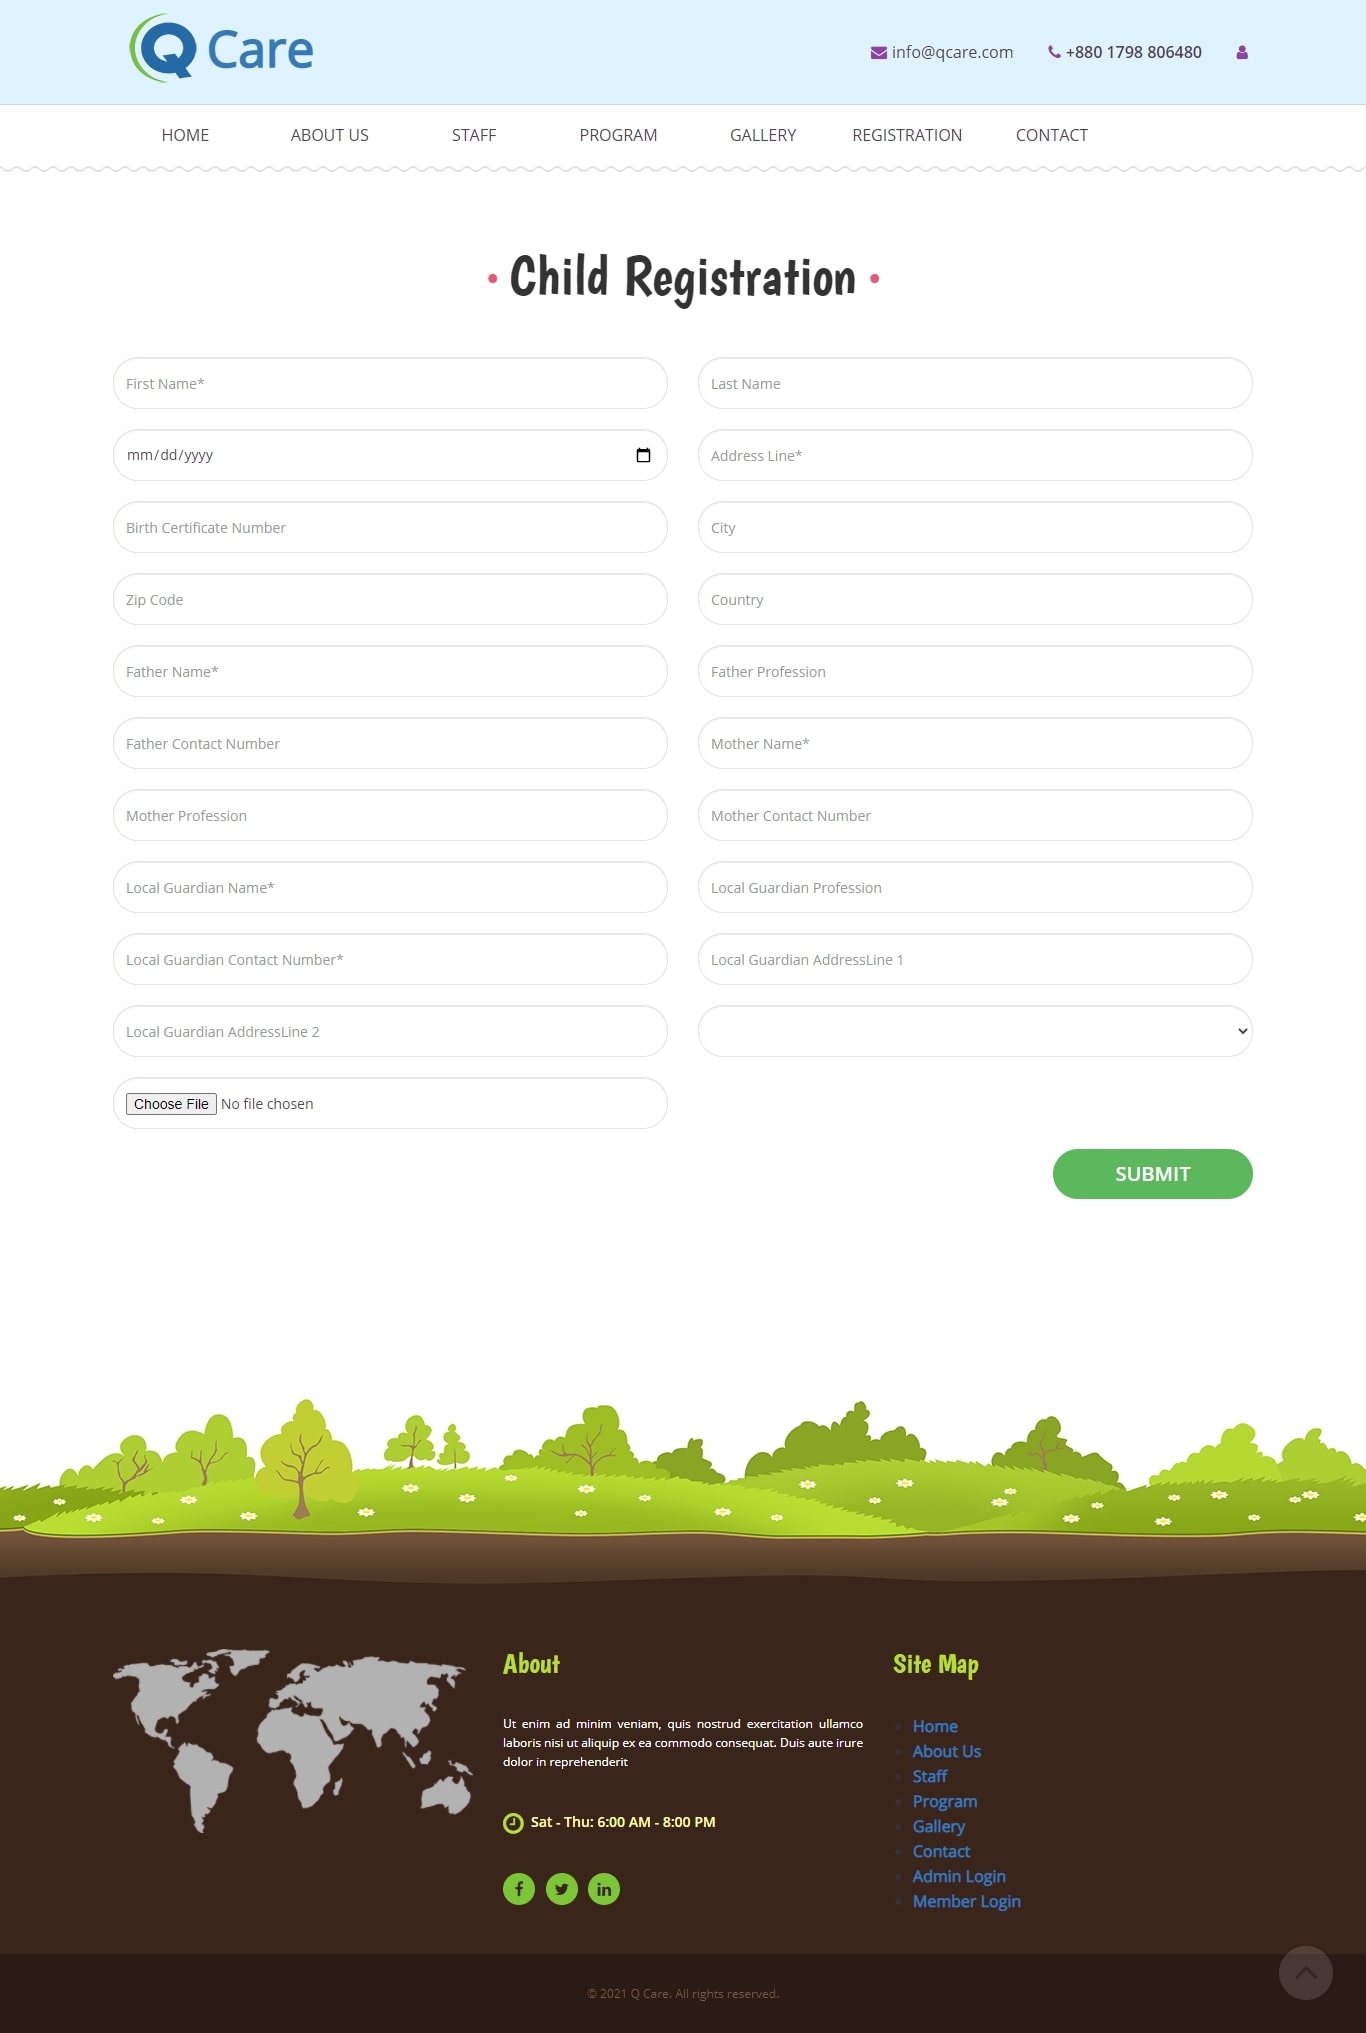 Q Care
info@qcare.com
+880 1798 806480
HOME
ABOUT US
STAFF
PROGRAM
GALLERY
REGISTRATION
CONTACT
• Child Registration •
First Name*
Last Name
mm/dd/yyyy
Address Line*
Birth Certificate Number
City
Zip Code
Country
Father Name*
Father Profession
Father Contact Number
Mother Name*
Mother Profession
Mother Contact Number
Local Guardian Name*
Local Guardian Profession
Local Guardian Contact Number*
Local Guardian AddressLine 1
Local Guardian AddressLine 2
Choose File No file chosen
SUBMIT
About
Ut enim ad minim veniam, quis nostrud exercitation ullamco
laboris nisi ut aliquip ex ea commodo consequat. Duis aute irure
dolor in reprehenderit
Sat - Thu: 6:00 AM - 8:00 PM
Site Map
Home
About Us
Staff
Program
Gallery
Contact
Admin Login
Member Login
© 2021 Q Care. All rights reserved.